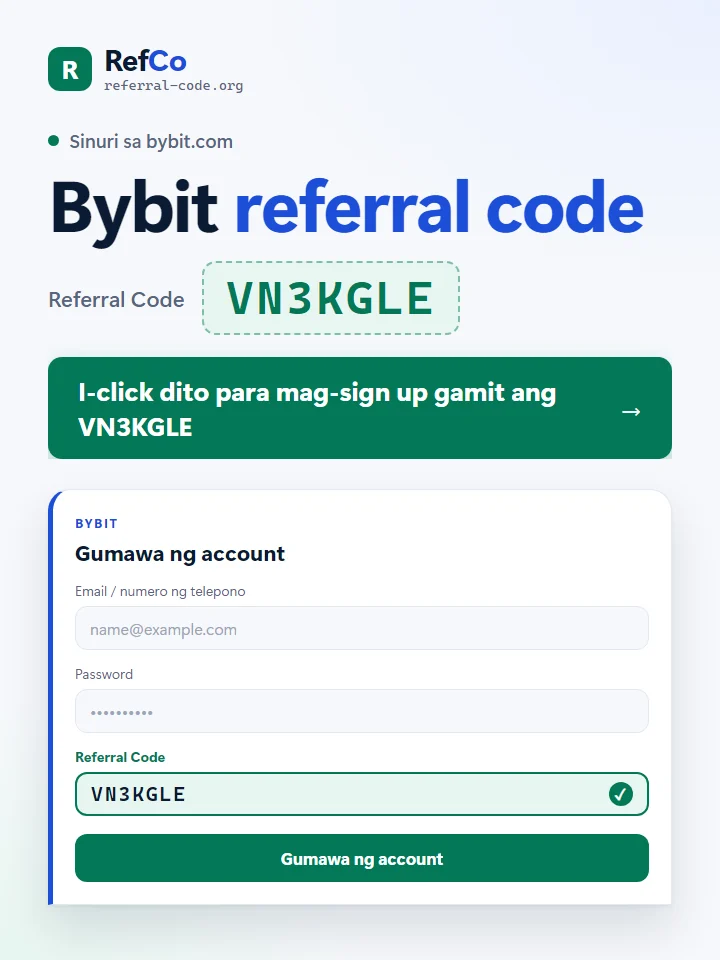 R
RefCo
referral-code.org
Sinuri sa bybit.com
Bybit referral code
Referral Code
VN3KGLE
I-click dito para mag-sign up gamit ang
VN3KGLE
→
BYBIT
Gumawa ng account
Email / numero ng telepono
name@example.com
Password
••••••••••
Referral Code
VN3KGLE
✓
Gumawa ng account